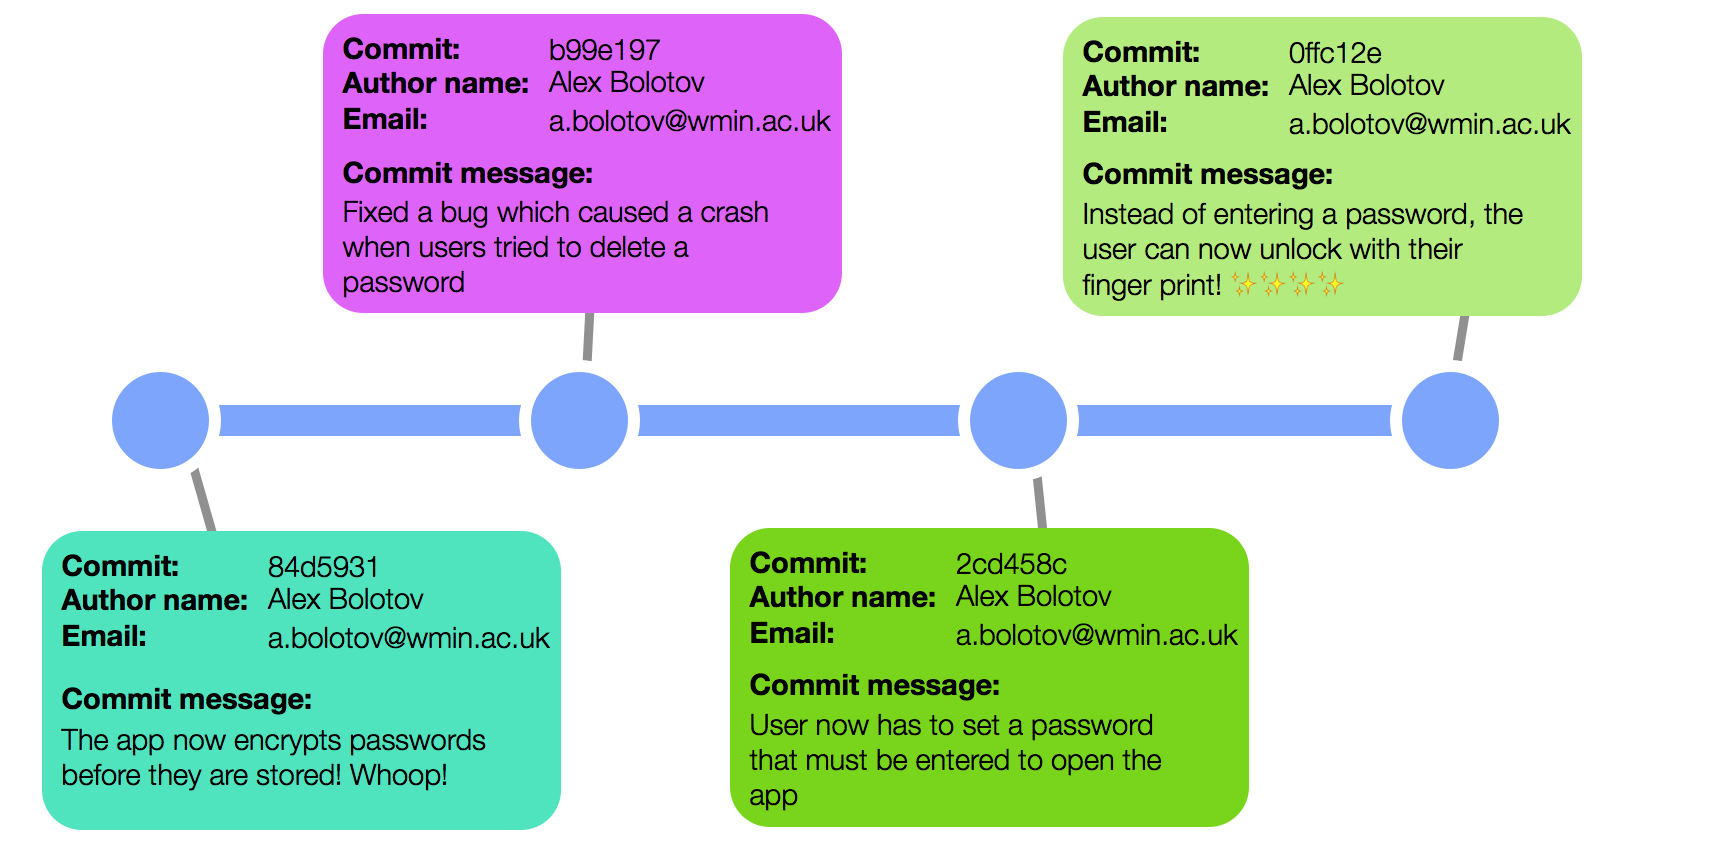 Commit: b99e197
Author name: Alex Bolotov
Email: a.bolotov@wmin.ac.uk
Commit message:
Fixed a bug which caused a crash
when users tried to delete a
password
Commit: 0ffc12e
Author name: Alex Bolotov
Email: a.bolotov@wmin.ac.uk
Commit message:
Instead of entering a password, the
user can now unlock with their
finger print! ✨✨✨✨
Commit: 84d5931
Author name: Alex Bolotov
Email: a.bolotov@wmin.ac.uk
Commit message:
The app now encrypts passwords
before they are stored! Whoop!
Commit: 2cd458c
Author name: Alex Bolotov
Email: a.bolotov@wmin.ac.uk
Commit message:
User now has to set a password
that must be entered to open the
app